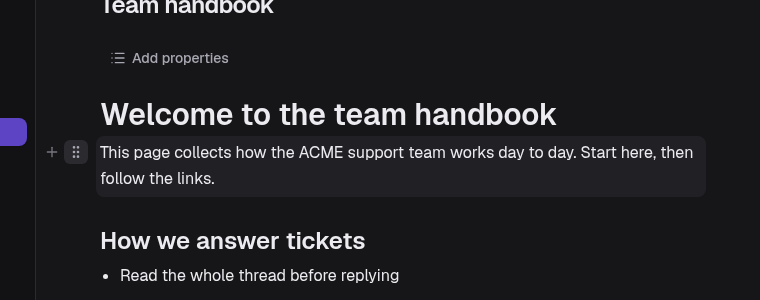 Team handbook
Add properties
Welcome to the team handbook
This page collects how the ACME support team works day to day. Start here, then
follow the links.
How we answer tickets
• Read the whole thread before replying